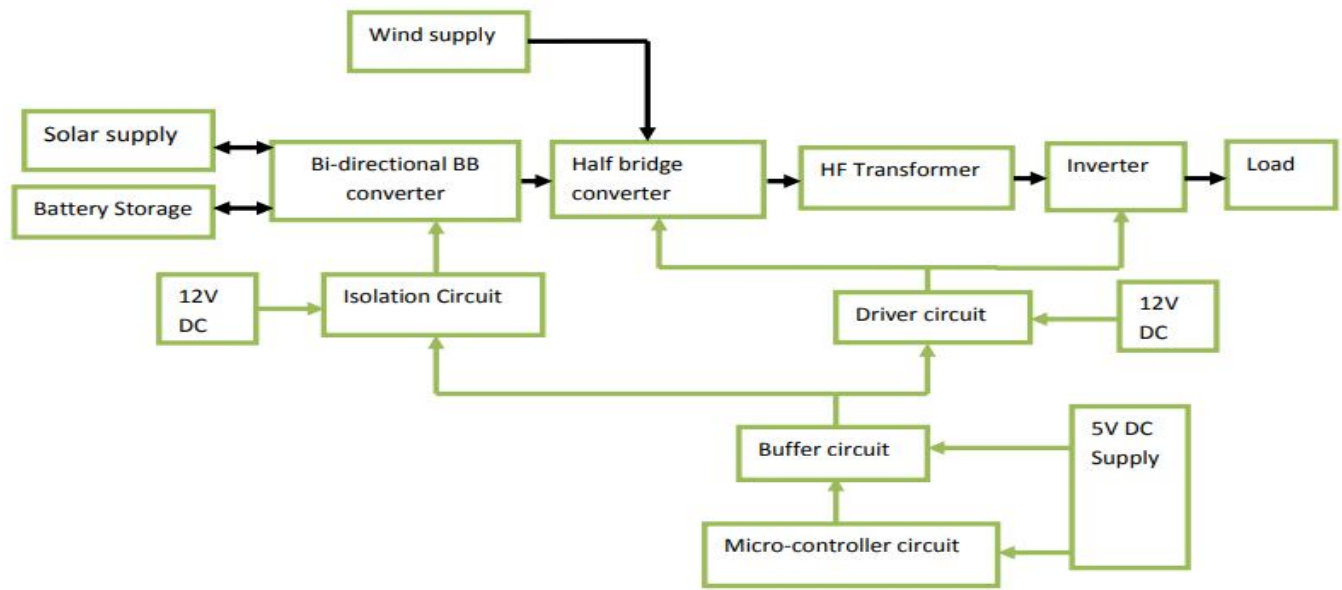 Wind supply
Solar supply
Bi-directional BB
converter
Half bridge
converter
HF Transformer
Inverter
Load
Battery Storage
12V
DC
Isolation Circuit
Driver circuit
12V
DC
Buffer circuit
5V DC
Supply
Micro-controller circuit